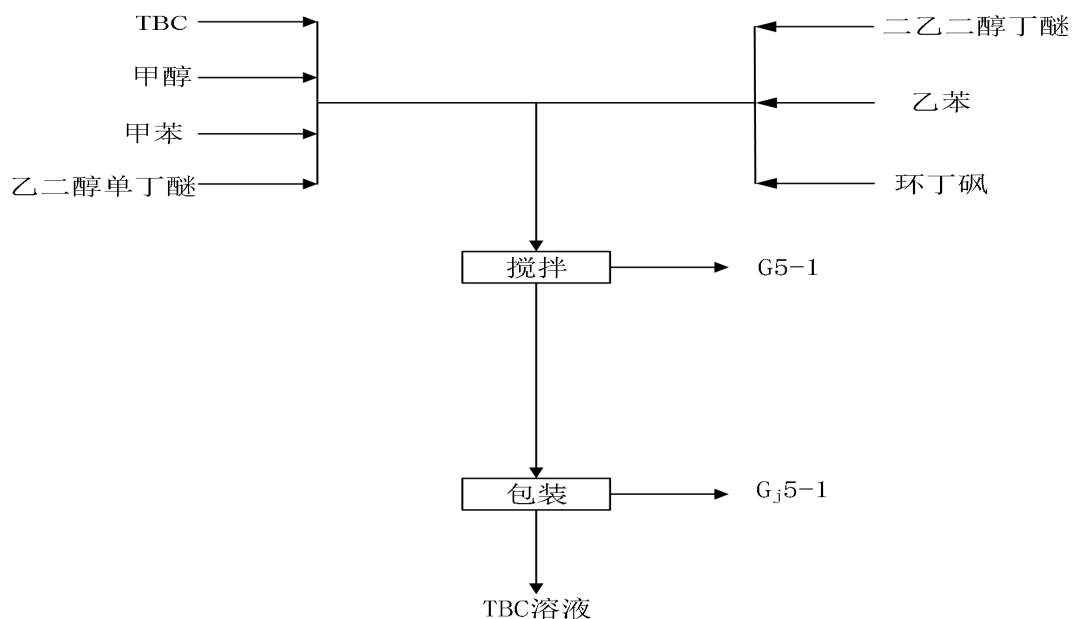 TBC
二乙二醇丁醚
甲醇
乙苯
甲苯
乙二醇单丁醚
环丁砜
搅拌
G5-1
包装
Gj5-1
TBC溶液